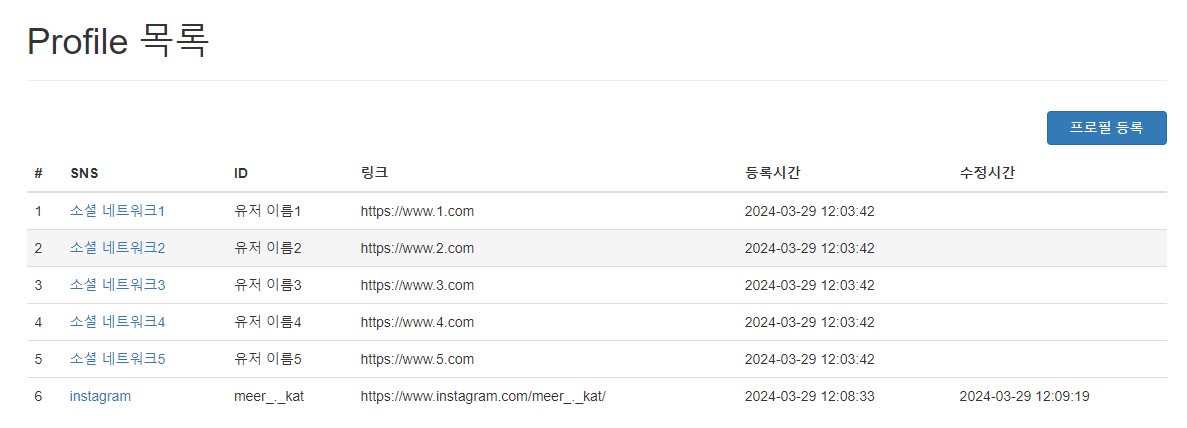 Profile 목록
프로필 등록
# SNS ID 링크 등록시간 수정시간
1 소셜 네트워크1 유저 이름1 https://www.1.com 2024-03-29 12:03:42
2 소셜 네트워크2 유저 이름2 https://www.2.com 2024-03-29 12:03:42
3 소셜 네트워크3 유저 이름3 https://www.3.com 2024-03-29 12:03:42
4 소셜 네트워크4 유저 이름4 https://www.4.com 2024-03-29 12:03:42
5 소셜 네트워크5 유저 이름5 https://www.5.com 2024-03-29 12:03:42
6 instagram meer_._kat https://www.instagram.com/meer_._kat/ 2024-03-29 12:08:33 2024-03-29 12:09:19